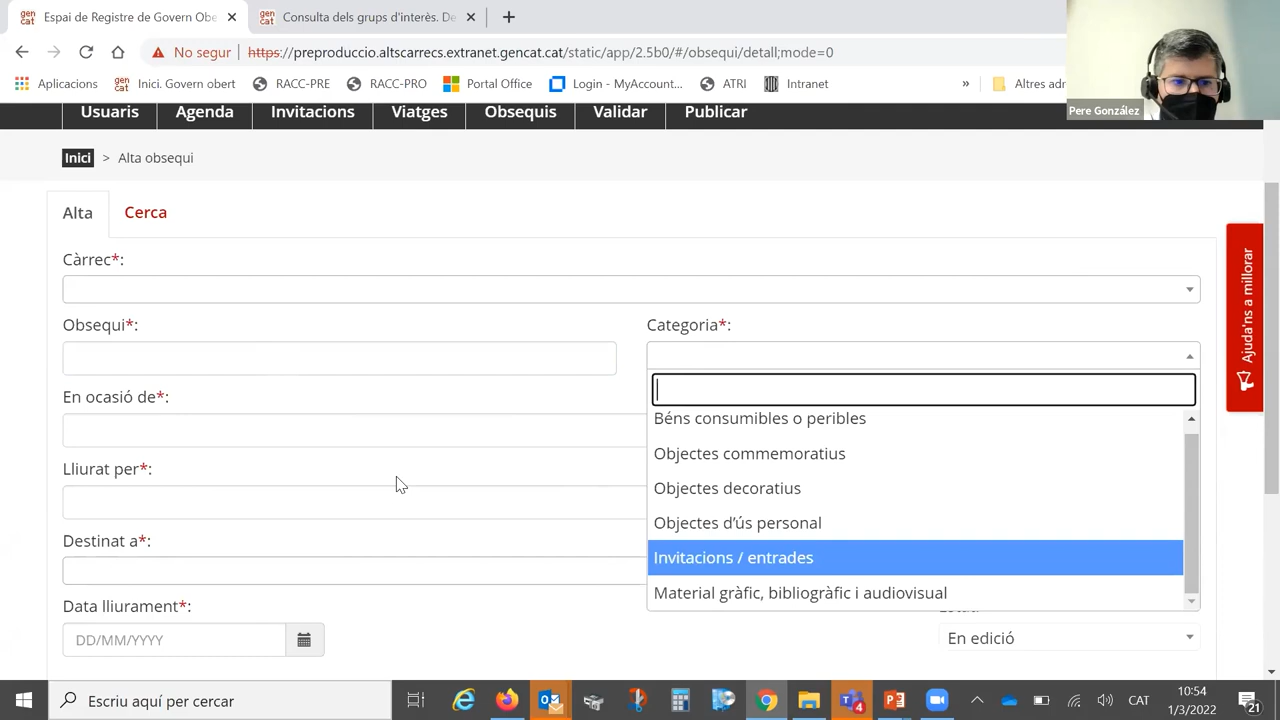 Espai de Registre de Govern Obe
Consulta dels grups d'interès. De
No segur
https://preproduccio.altscarrecs.extranet.gencat.cat/static/app/2.5b0/#/obsequi/detall;mode=0
Aplicacions
gen
cat
Inici. Govern obert
RACC-PRE
RACC-PRO
Portal Office
Login - MyAccount...
ATRI
Intranet
»
Altres adr
Pere González
Usuaris
Agenda
Invitacions
Viatges
Obsequis
Validar
Publicar
Inici > Alta obsequi
Alta
Cerca
Càrrec*:
Obsequi*:
Categoria*:
En ocasió de*:
Béns consumibles o peribles
Objectes commemoratius
Lliurat per*:
Objectes decoratius
Objectes d'ús personal
Destinat a*:
Invitacions / entrades
Material gràfic, bibliogràfic i audiovisual
Data lliurament*:
DD/MM/YYYY
En edició
Ajuda'ns a millorar
Escriu aquí per cercar
4
CAT
10:54
1/3/2022
21